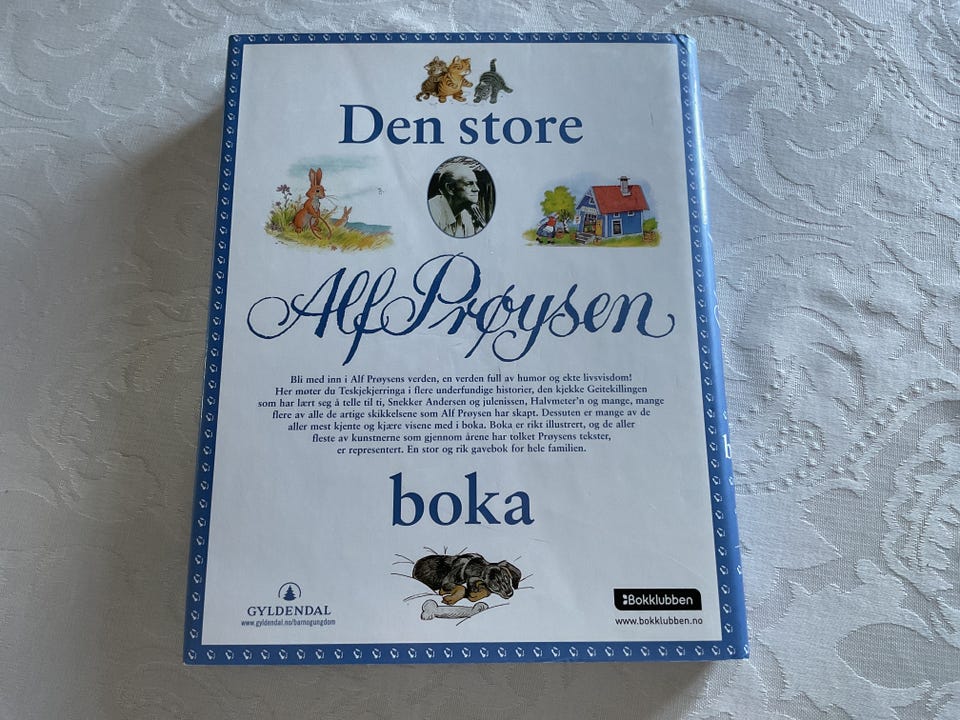 Den store
Alf Prøysen
Bli med inn i Alf Prøysens verden, en verden full av humor og ekte livsvisdom!
Her møter du Teskjekjerringa i flere underfundige historier, den kjekke Geitekillingen
som har lært seg å telle til ti, Snekker Andersen og julenissen, Halvmeter'n og mange, mange
flere av alle de artige skikkelsene som Alf Prøysen har skapt. Dessuten er mange av de
aller mest kjente og kjære visene med i boka. Boka er rikt illustrert, og de aller
fleste av kunstnerne som gjennom årene har tolket Prøysens tekster,
er representert. En stor og rik gavebok for hele familien.
boka
GYLDENDAL
www.gyldendal.no/barnogungdom
Bokklubben
www.bokklubben.no